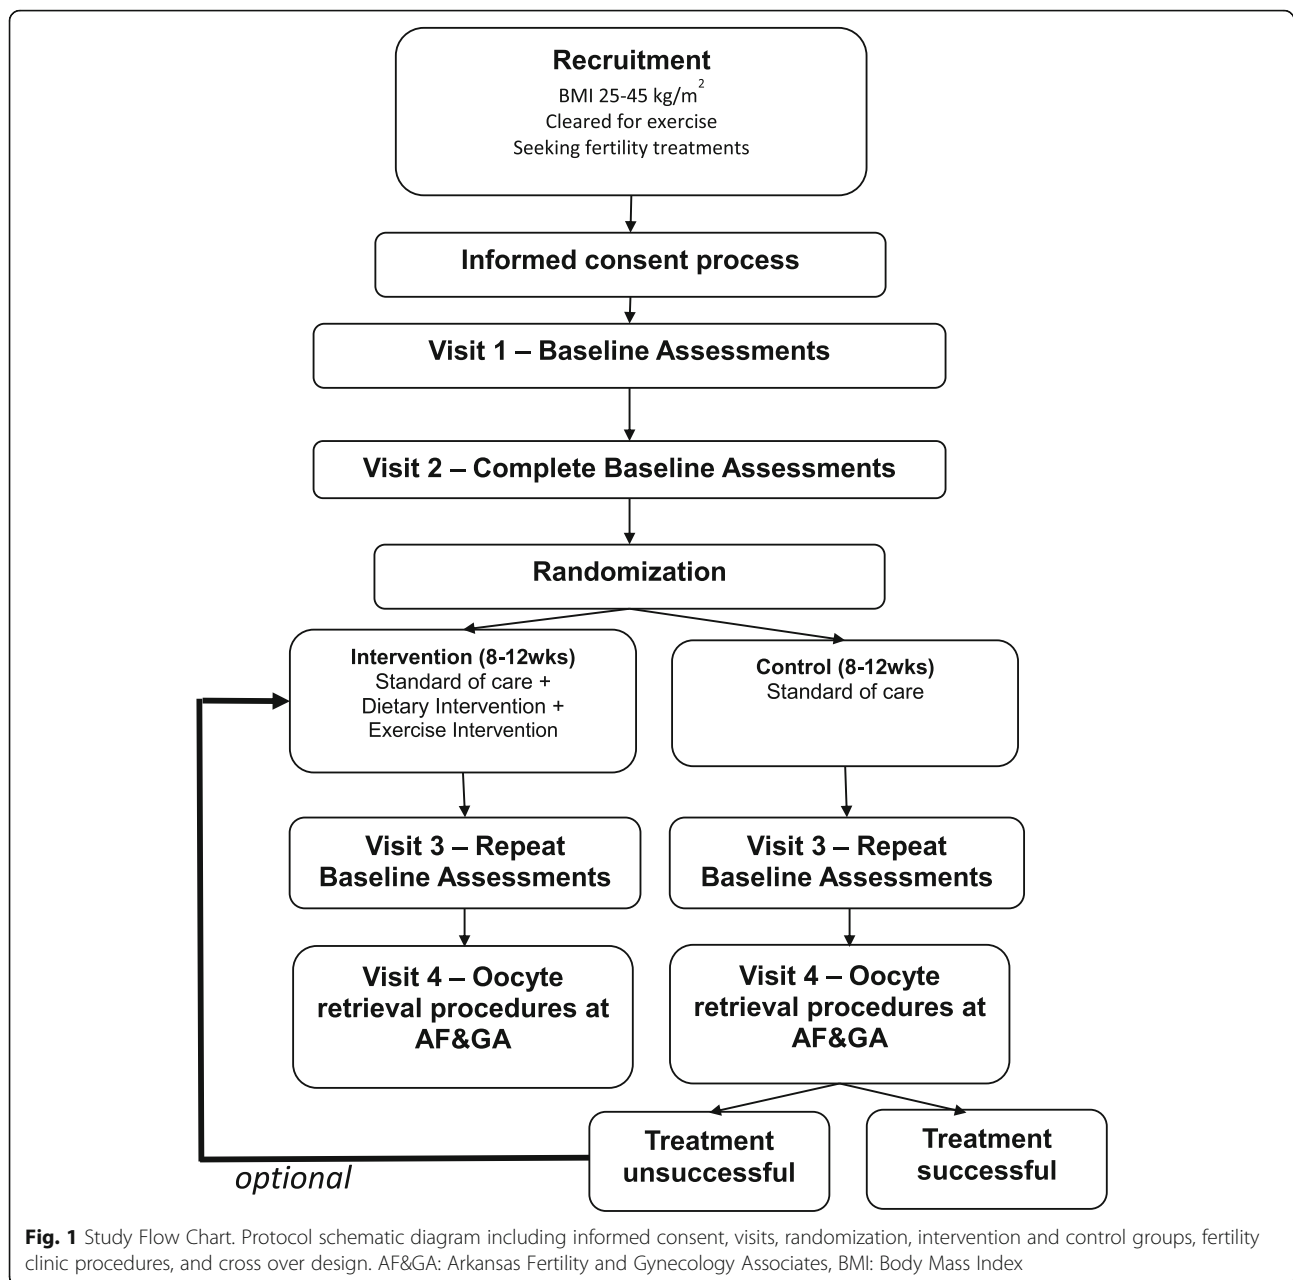 Recruitment
BMI 25-45 kg/m²
Cleared for exercise
Seeking fertility treatments
Informed consent process
Visit 1 – Baseline Assessments
Visit 2 – Complete Baseline Assessments
Randomization
Intervention (8-12wks)
Standard of care +
Dietary Intervention +
Exercise Intervention
Control (8-12wks)
Standard of care
Visit 3 – Repeat
Baseline Assessments
Visit 3 – Repeat
Baseline Assessments
Visit 4 – Oocyte
retrieval procedures at
AF&GA
Visit 4 – Oocyte
retrieval procedures at
AF&GA
Treatment
unsuccessful
Treatment
successful
optional
Fig. 1 Study Flow Chart. Protocol schematic diagram including informed consent, visits, randomization, intervention and control groups, fertility
clinic procedures, and cross over design. AF&GA: Arkansas Fertility and Gynecology Associates, BMI: Body Mass Index